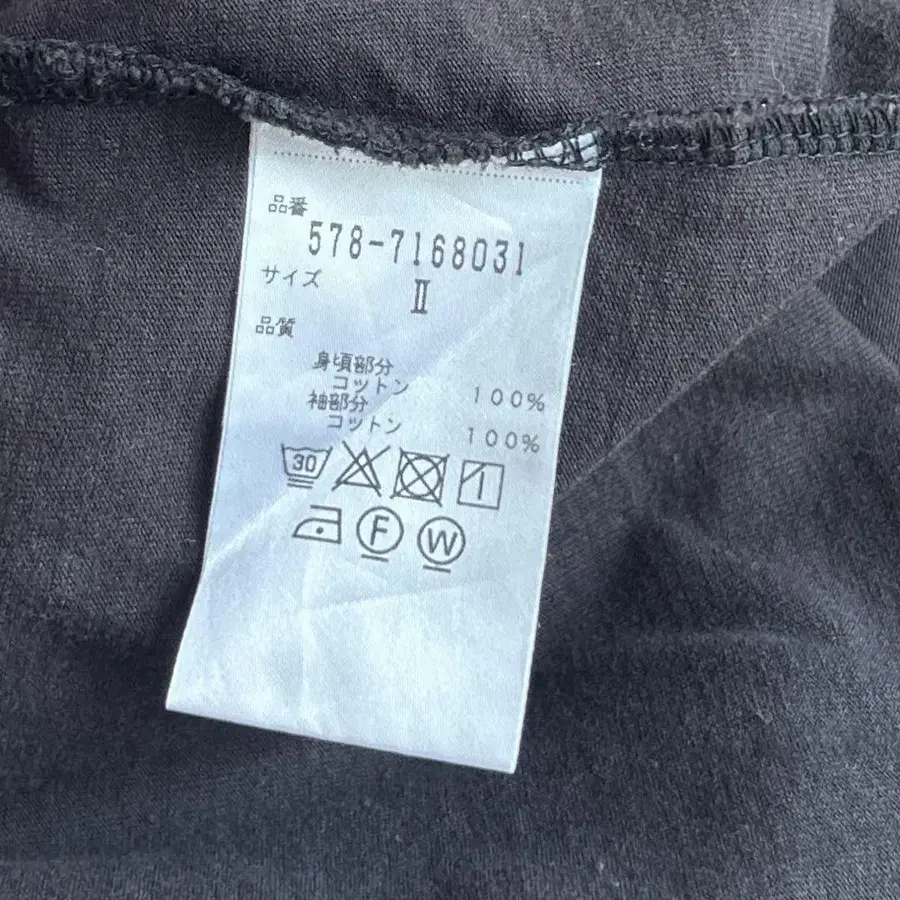 品番
578-7168031
サイズ
Ⅱ
品質
身頃部分
コットン 100%
袖部分
コットン 100%
30
F W